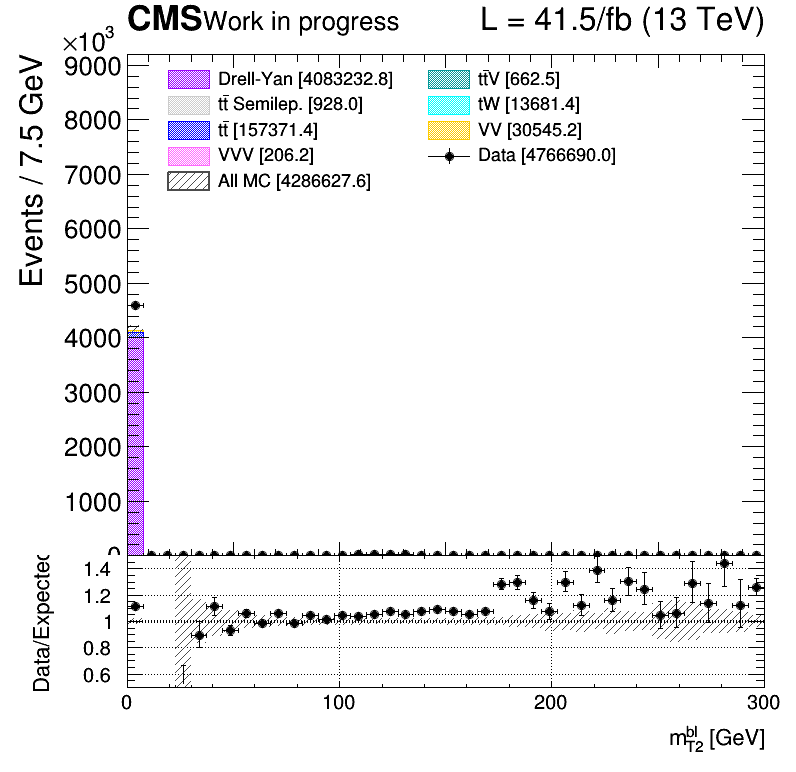 CMS Work in progress L = 41.5/fb (13 TeV)
×10³
Events / 7.5 GeV
9000
8000
7000
6000
5000
4000
3000
2000
1000
0
Drell-Yan [4083232.8]
tt̄ Semilep. [928.0]
tt̄ [157371.4]
VVV [206.2]
All MC [4286627.6]
tt̄V [662.5]
tW [13681.4]
VV [30545.2]
Data [4766690.0]
Data/Expected
1.4
1.2
1
0.8
0.6
0 100 200 300
m_T2^bl [GeV]